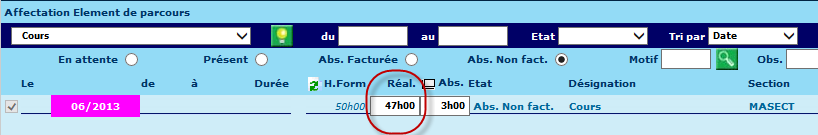 Affectation Element de parcours
Cours du au Etat Tri par Date
En attente Présent Abs. Facturée Abs. Non fact. Motif Obs.
Le de à Durée H.Form Réal. Abs. Etat Désignation Section
06/2013 50h00 47h00 3h00 Abs. Non fact. Cours MASECT